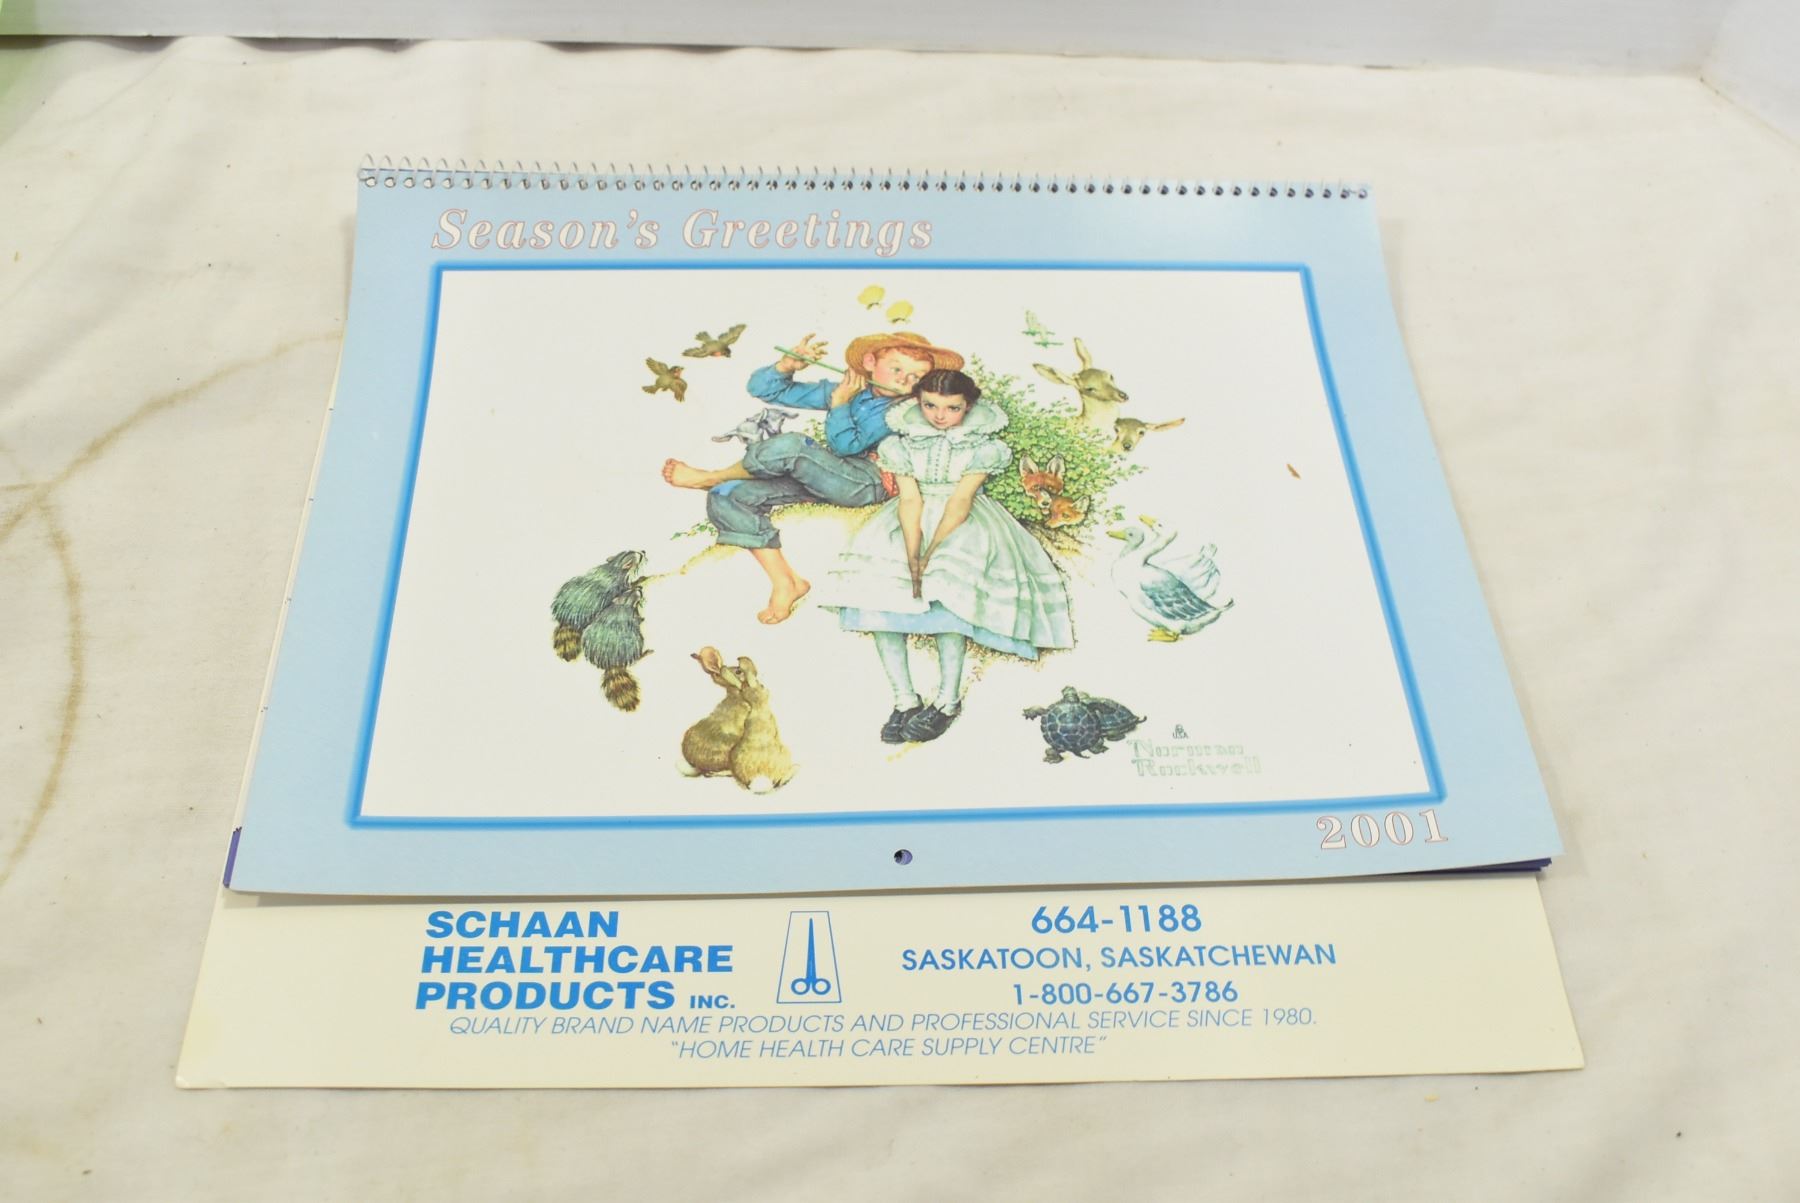 Season's Greetings
USA
Norman
Rockwell
2001
SCHAAN
HEALTHCARE
PRODUCTS INC.
664-1188
SASKATOON, SASKATCHEWAN
1-800-667-3786
QUALITY BRAND NAME PRODUCTS AND PROFESSIONAL SERVICE SINCE 1980.
"HOME HEALTH CARE SUPPLY CENTRE"